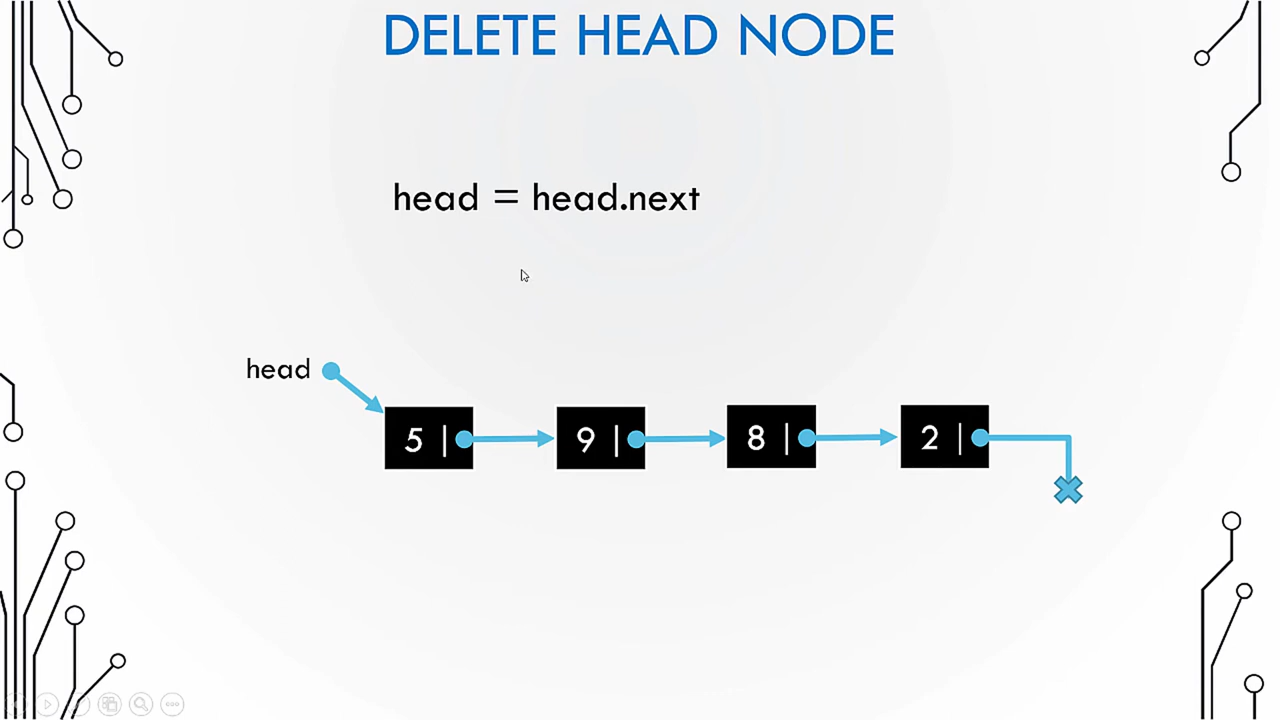 DELETE HEAD NODE
head = head.next
head
5 | 9 | 8 | 2 |